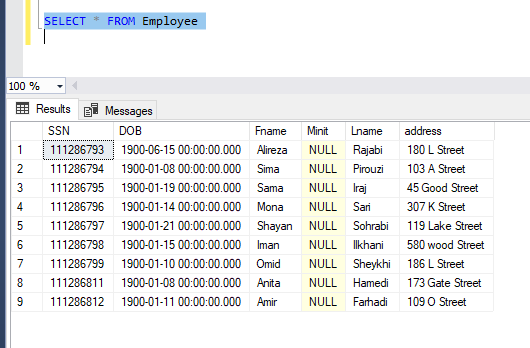 SELECT * FROM Employee
100 %
Results Messages
SSN DOB Fname Minit Lname address
1 111286793 1900-06-15 00:00:00.000 Alireza NULL Rajabi 180 L Street
2 111286794 1900-01-08 00:00:00.000 Sima NULL Pirouzi 103 A Street
3 111286795 1900-01-19 00:00:00.000 Sama NULL Iraj 45 Good Street
4 111286796 1900-01-14 00:00:00.000 Mona NULL Sari 307 K Street
5 111286797 1900-01-21 00:00:00.000 Shayan NULL Sohrabi 119 Lake Street
6 111286798 1900-01-15 00:00:00.000 Iman NULL Ilkhani 580 wood Street
7 111286799 1900-01-10 00:00:00.000 Omid NULL Sheykhi 186 L Street
8 111286811 1900-01-08 00:00:00.000 Anita NULL Hamedi 173 Gate Street
9 111286812 1900-01-11 00:00:00.000 Amir NULL Farhadi 109 O Street